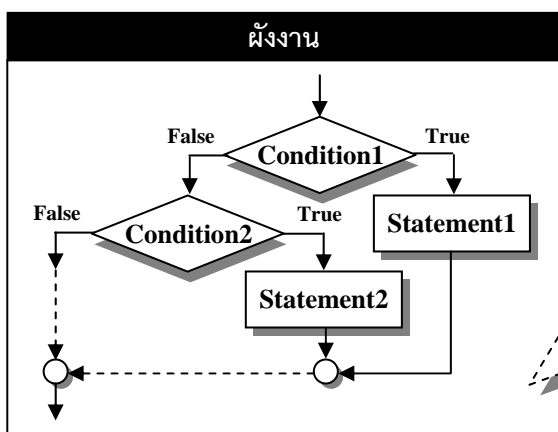 ผังงาน
False
True
Condition1
False
True
Statement1
Condition2
Statement2